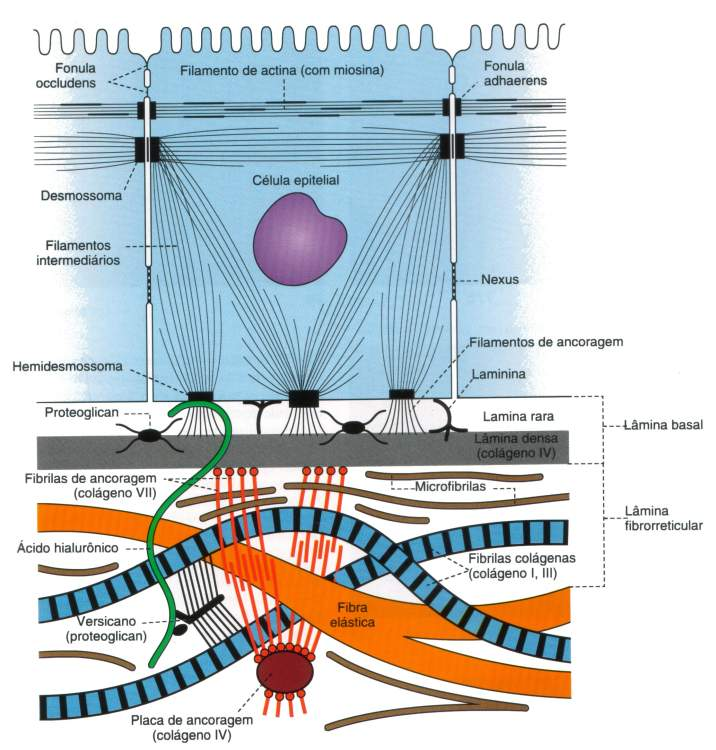 Fonula
occludens
Filamento de actina (com miosina)
Fonula
adhaerens
Desmossoma
Célula epitelial
Filamentos
intermediários
Nexus
Hemidesmossoma
Filamentos de ancoragem
Laminina
Proteoglican
Lamina rara
Lâmina basal
Lâmina densa
(colágeno IV)
Fibrilas de ancoragem
(colágeno VII)
Microfibrilas
Lâmina
fibrorreticular
Ácido hialurônico
Fibrilas colágenas
(colágeno I, III)
Fibra
elástica
Versicano
(proteoglican)
Placa de ancoragem
(colágeno IV)